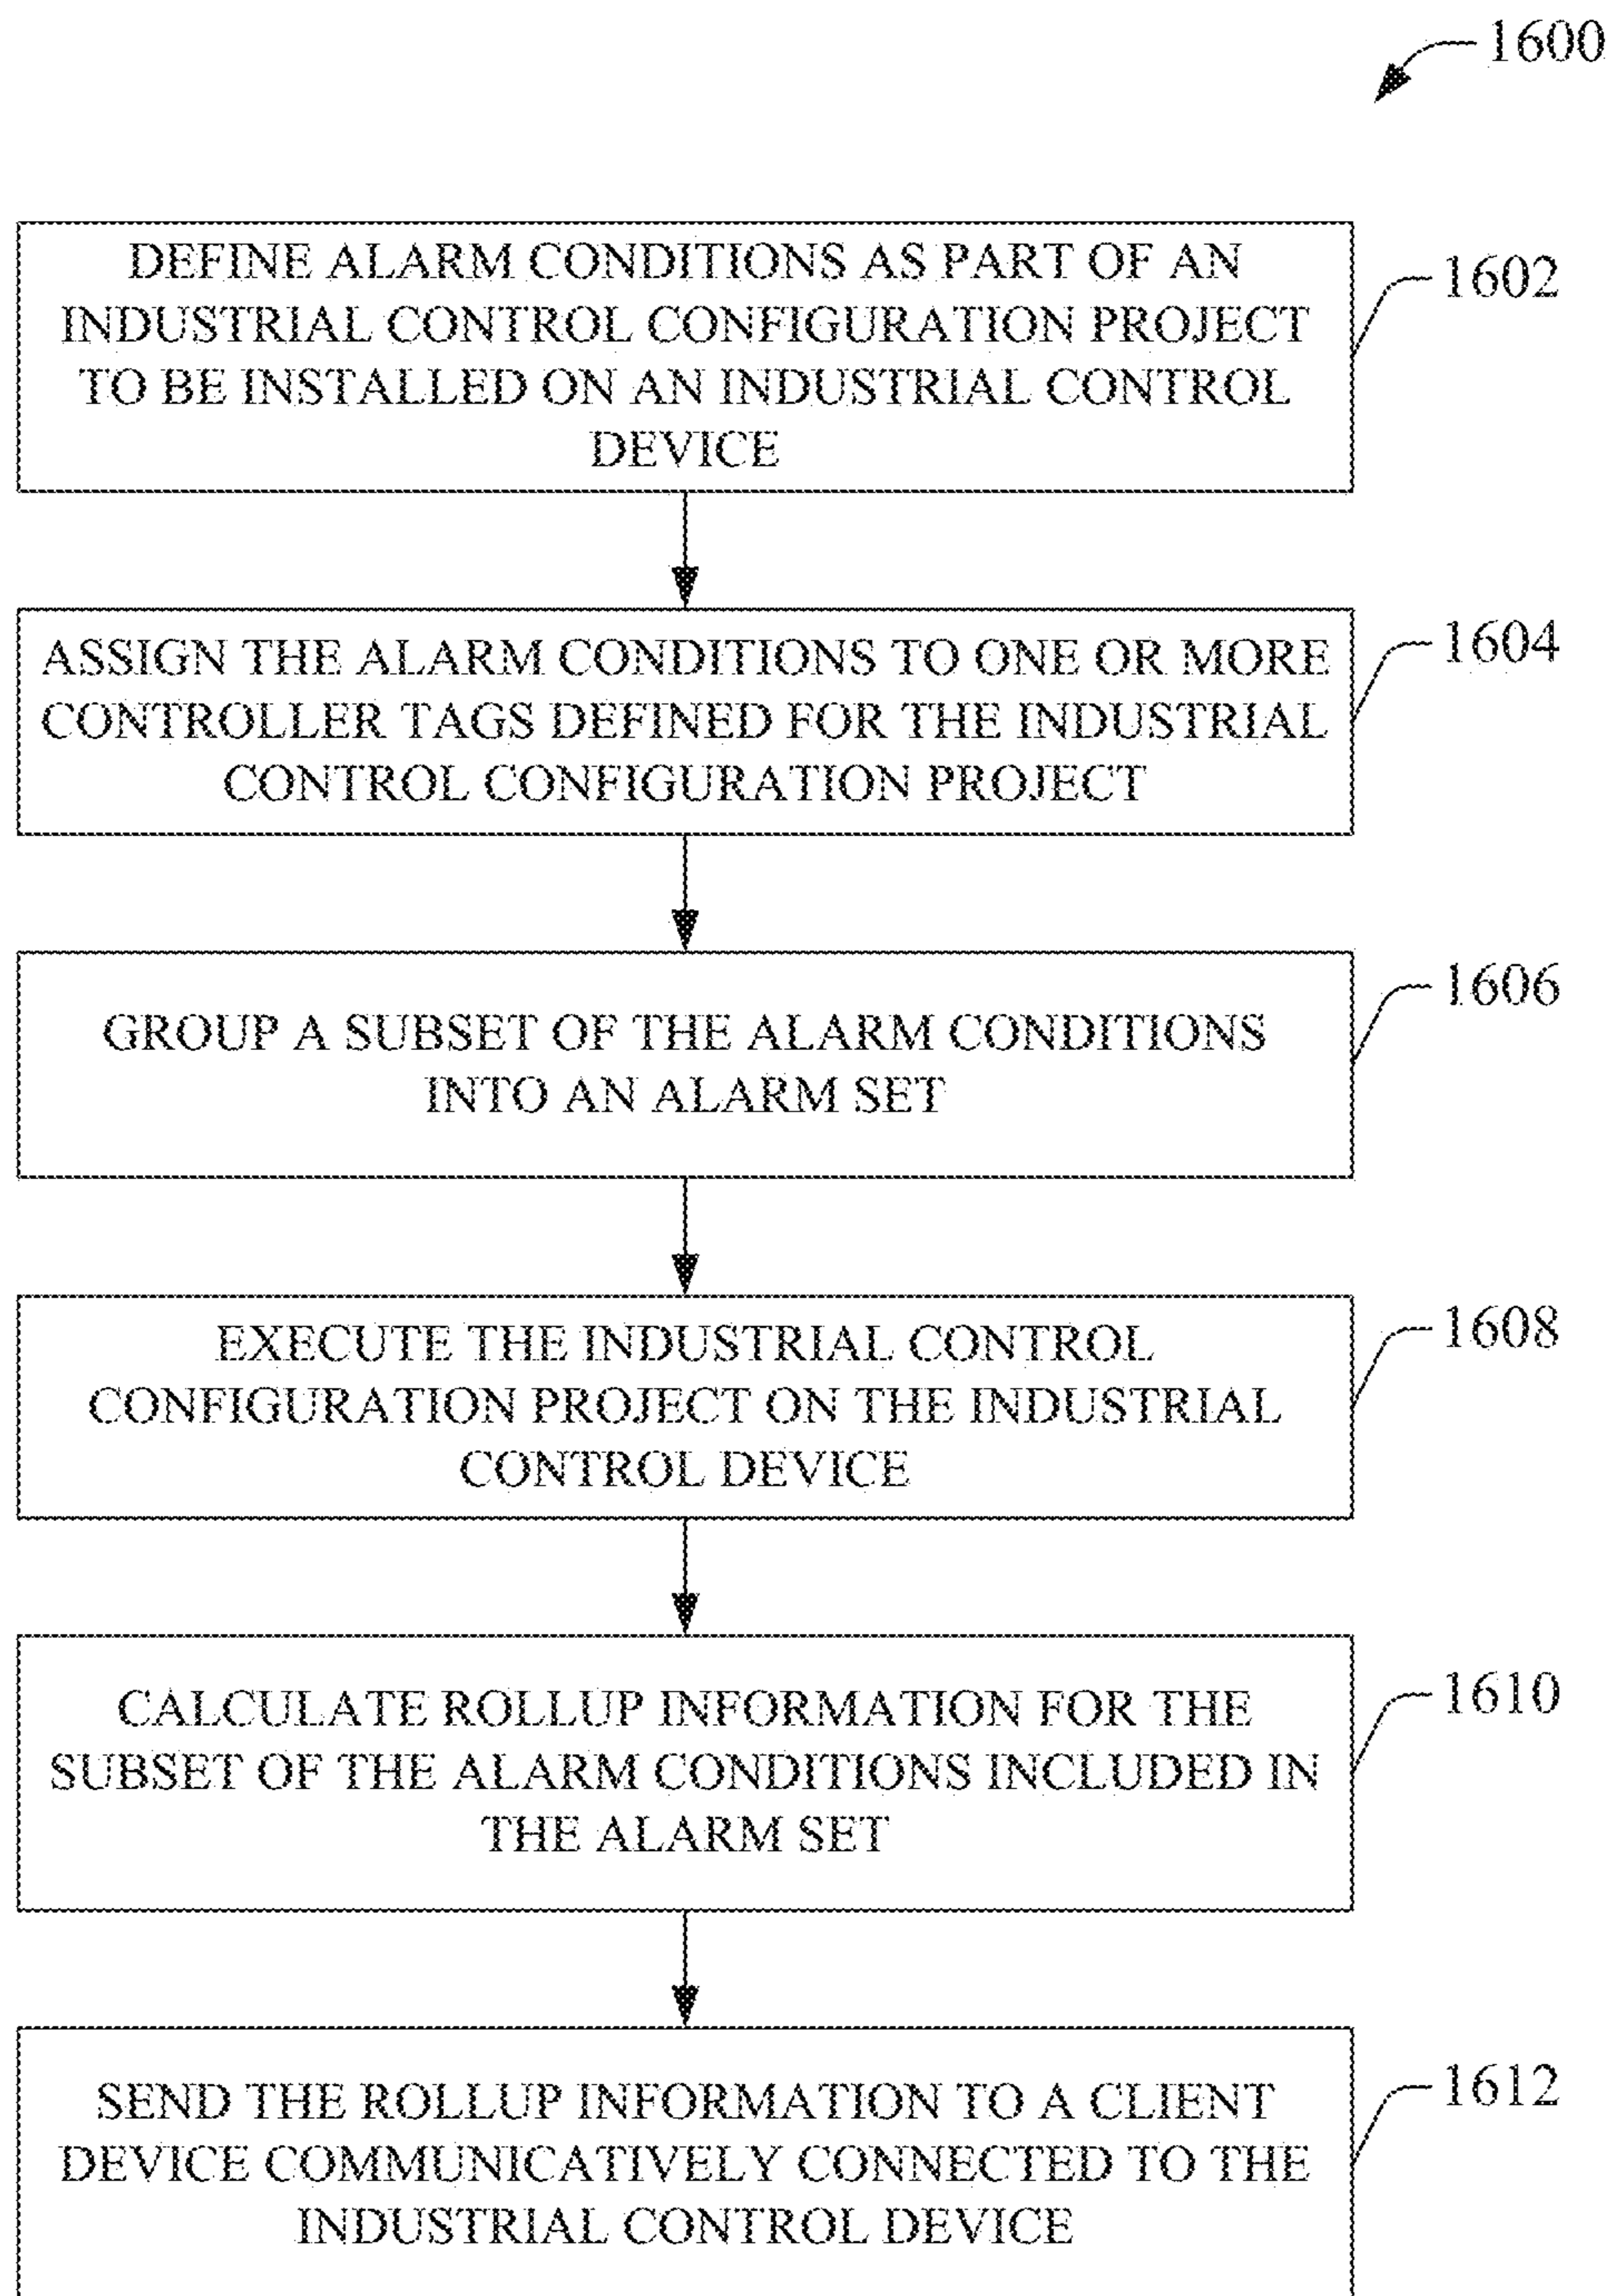 1600
DEFINE ALARM CONDITIONS AS PART OF AN
INDUSTRIAL CONTROL CONFIGURATION PROJECT
TO BE INSTALLED ON AN INDUSTRIAL CONTROL
DEVICE
1602
ASSIGN THE ALARM CONDITIONS TO ONE OR MORE
CONTROLLER TAGS DEFINED FOR THE INDUSTRIAL
CONTROL CONFIGURATION PROJECT
1604
GROUP A SUBSET OF THE ALARM CONDITIONS
INTO AN ALARM SET
1606
EXECUTE THE INDUSTRIAL CONTROL
CONFIGURATION PROJECT ON THE INDUSTRIAL
CONTROL DEVICE
1608
CALCULATE ROLLUP INFORMATION FOR THE
SUBSET OF THE ALARM CONDITIONS INCLUDED IN
THE ALARM SET
1610
SEND THE ROLLUP INFORMATION TO A CLIENT
DEVICE COMMUNICATIVELY CONNECTED TO THE
INDUSTRIAL CONTROL DEVICE
1612